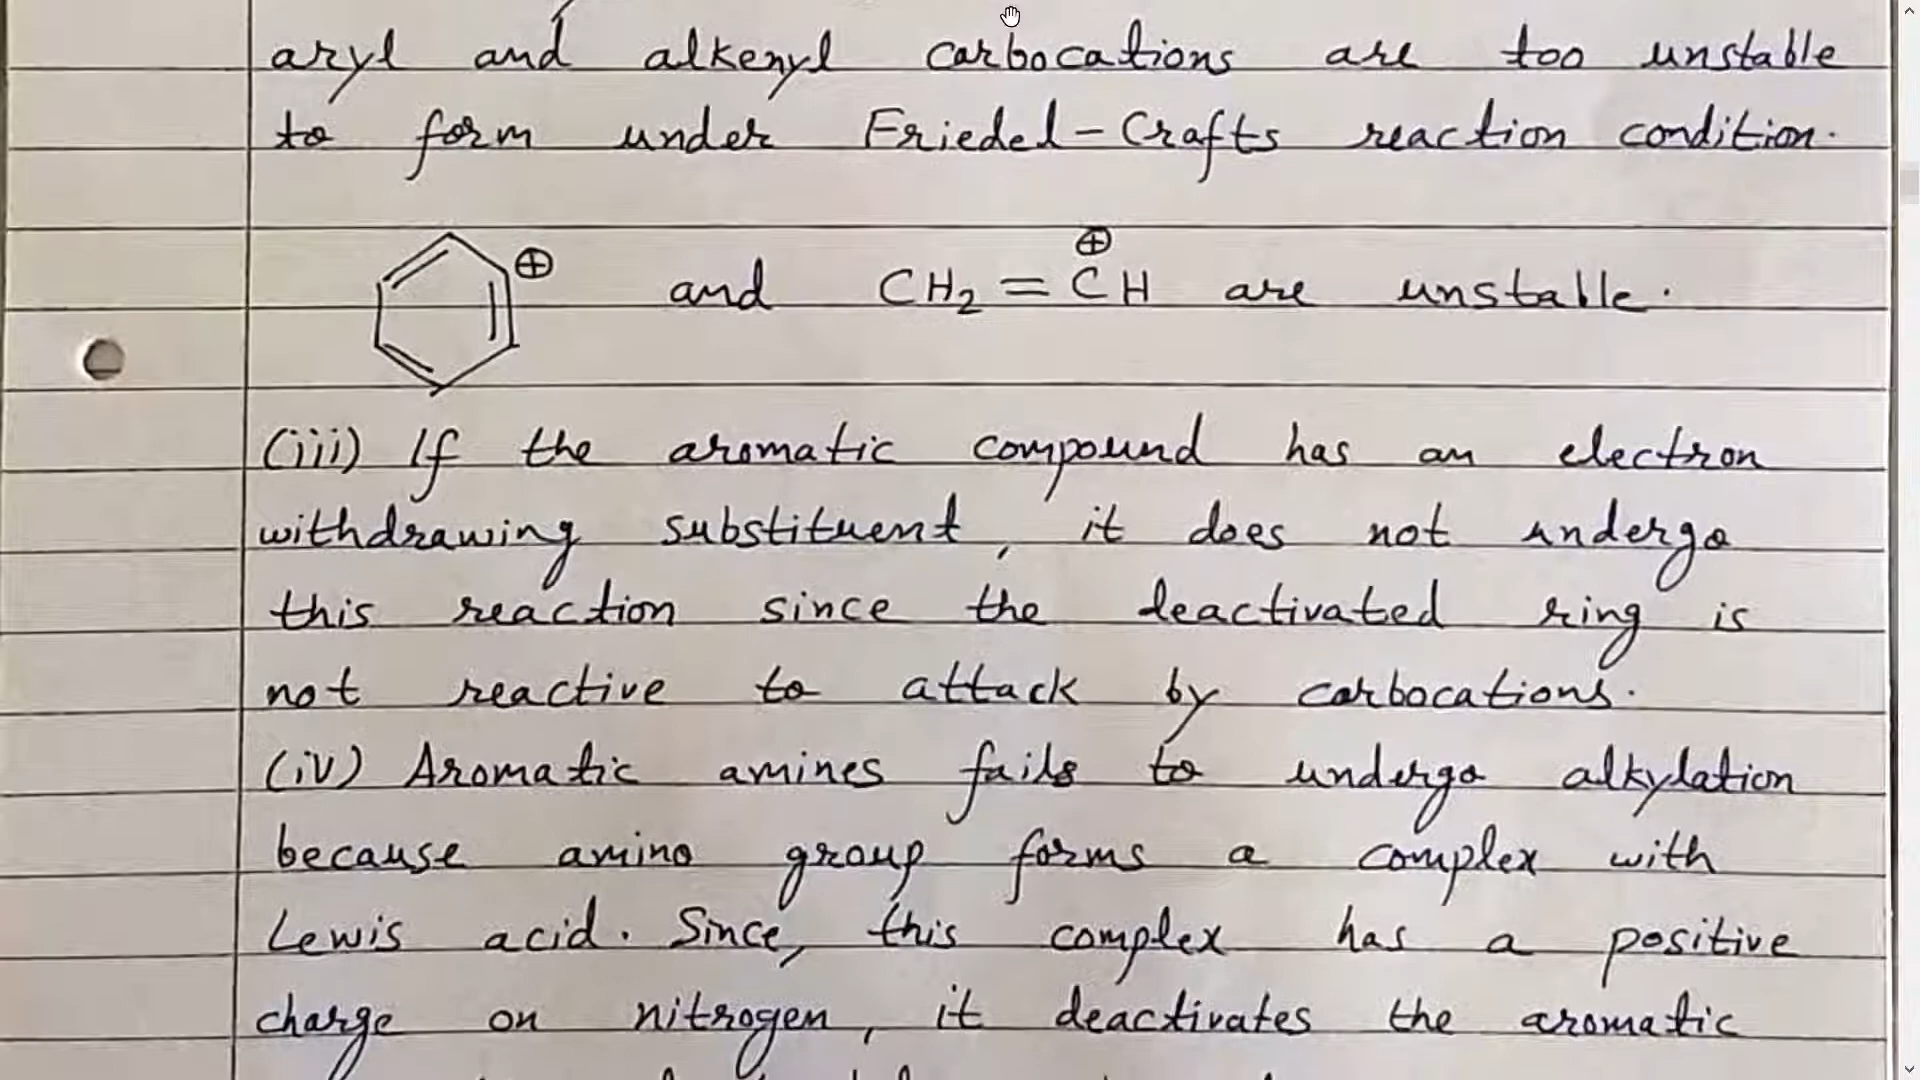 aryl and alkenyl carbocations are too unstable
to form under Friedel-Crafts reaction condition.
⊕ and CH₂=C⊕H are unstable.
(iii) If the aromatic compound has an electron
withdrawing substituent, it does not undergo
this reaction since the deactivated ring is
not reactive to attack by carbocations.
(iv) Aromatic amines fails to undergo alkylation
because amino group forms a complex with
Lewis acid. Since, this complex has a positive
charge on nitrogen, it deactivates the aromatic